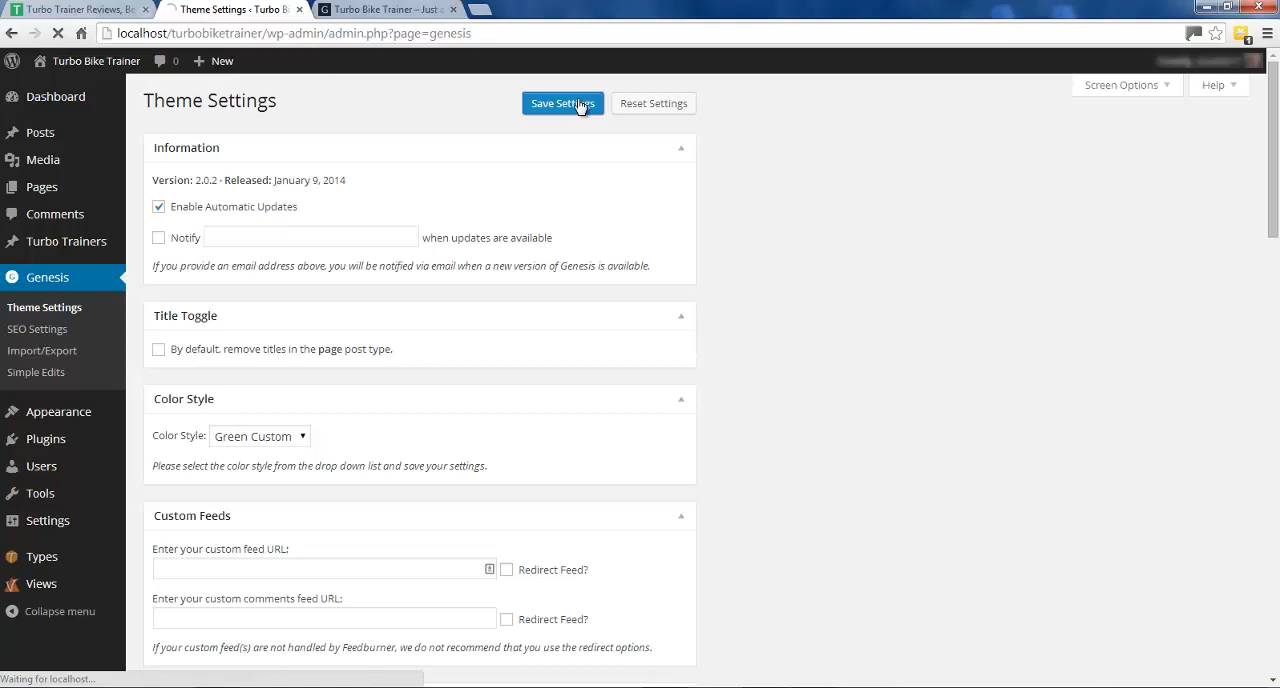 Turbo Trainer Reviews, Be
Theme Settings ‹ Turbo Bi
Turbo Bike Trainer – Just a
localhost/turbobiketrainer/wp-admin/admin.php?page=genesis
Turbo Bike Trainer 0 + New
Screen Options Help
Dashboard
Posts
Media
Pages
Comments
Turbo Trainers
Genesis
Theme Settings
SEO Settings
Import/Export
Simple Edits
Appearance
Plugins
Users
Tools
Settings
Types
Views
Collapse menu
Theme Settings
Save Settings Reset Settings
Information
Version: 2.0.2 · Released: January 9, 2014
Enable Automatic Updates
Notify when updates are available
If you provide an email address above, you will be notified via email when a new version of Genesis is available.
Title Toggle
By default, remove titles in the page post type.
Color Style
Color Style: Green Custom
Please select the color style from the drop down list and save your settings.
Custom Feeds
Enter your custom feed URL:
Redirect Feed?
Enter your custom comments feed URL:
Redirect Feed?
If your custom feed(s) are not handled by Feedburner, we do not recommend that you use the redirect options.
Waiting for localhost...